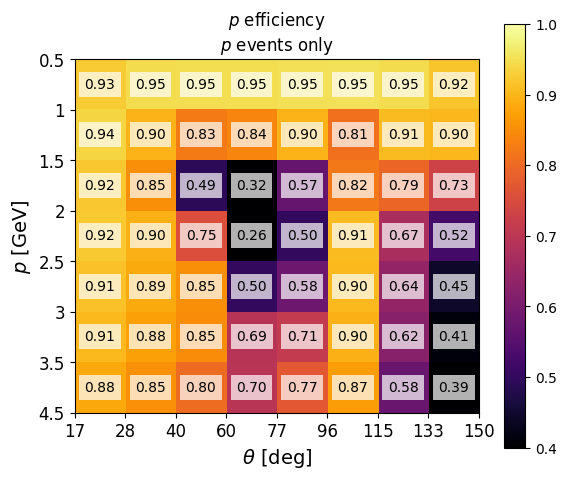 p efficiency
p events only
0.5 0.93 0.95 0.95 0.95 0.95 0.95 0.95 0.92
1 0.94 0.90 0.83 0.84 0.90 0.81 0.91 0.90
1.5 0.92 0.85 0.49 0.32 0.57 0.82 0.79 0.73
2 0.92 0.90 0.75 0.26 0.50 0.91 0.67 0.52
2.5 0.91 0.89 0.85 0.50 0.58 0.90 0.64 0.45
3 0.91 0.88 0.85 0.69 0.71 0.90 0.62 0.41
3.5 0.88 0.85 0.80 0.70 0.77 0.87 0.58 0.39
4.5
17 28 40 60 77 96 115 133 150
θ [deg]
p [GeV]
1.0
0.9
0.8
0.7
0.6
0.5
0.4